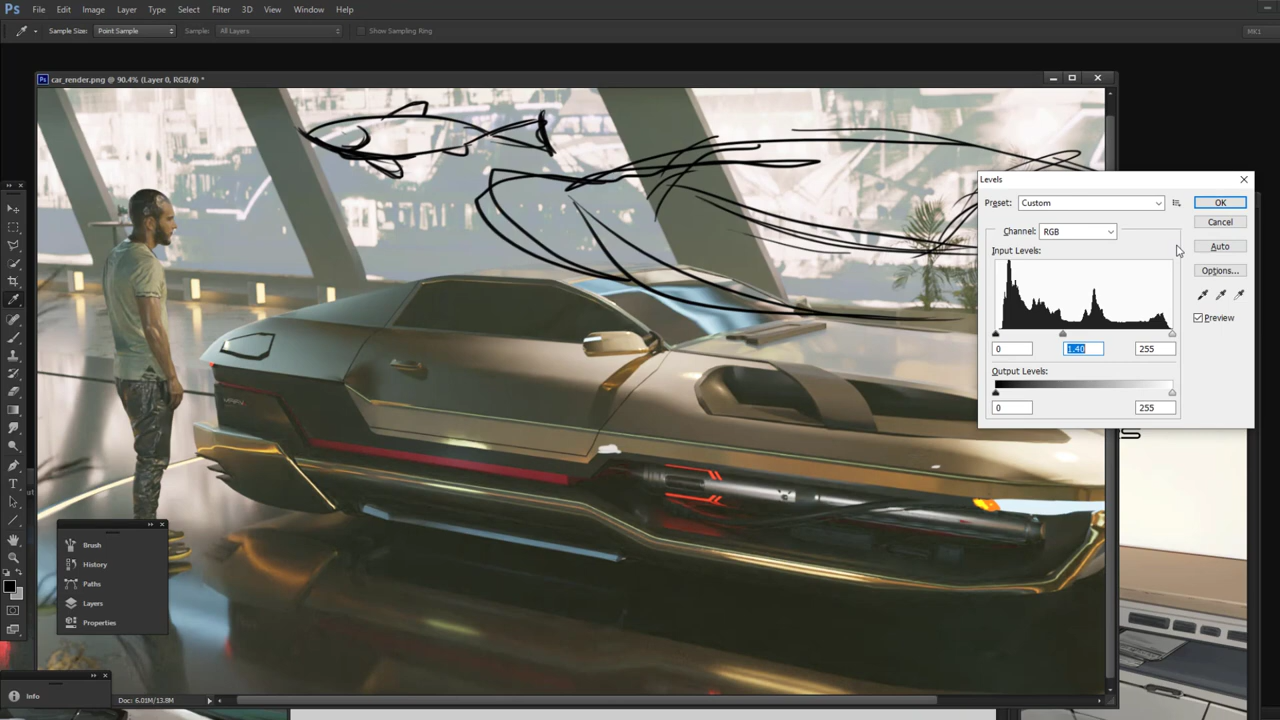 Ps File Edit Image Layer Type Select Filter 3D View Window Help
Sample Size: Point Sample Sample: All Layers Show Sampling Ring MK1
Ps car_render.png @ 90.4% (Layer 0, RGB/8) *
Levels
Preset: Custom OK
Cancel
Channel: RGB
Auto
Input Levels:
Options...
Preview
0 1.40 255
Output Levels:
0 255
Brush
History
Paths
Layers
Properties
Info
Doc: 6.01M/13.8M